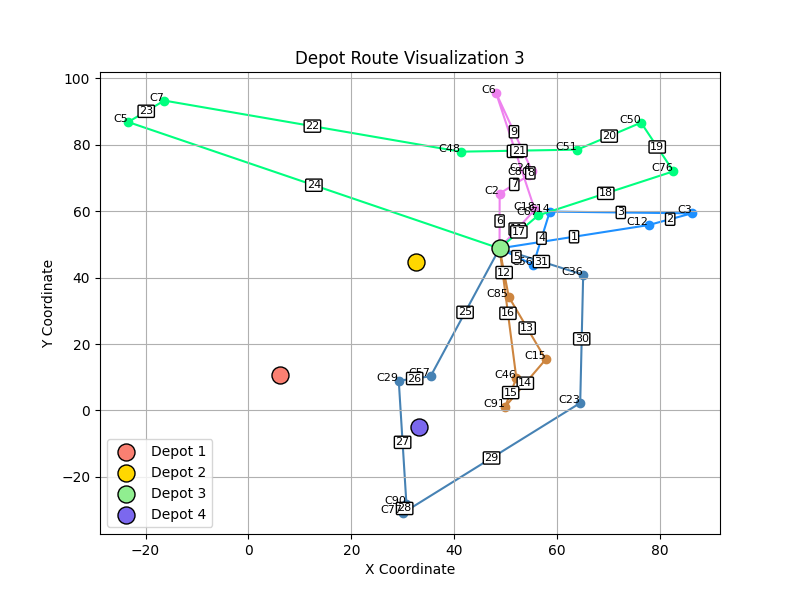 Depot Route Visualization 3
Y Coordinate
100
80
60
40
20
0
−20
−20
0
20
40
60
80
X Coordinate
C6
C7
23
C5
22
9
C50
20
C51
C48
21
19
C76
24
8
7
18
C2
C18
C14
3
C3
6
C12
2
17
4
1
5
31
C36
12
C85
25
16
13
30
C15
C57
C29
26
C46
14
15
C91
C23
27
29
C90
28
Depot 1
Depot 2
Depot 3
Depot 4